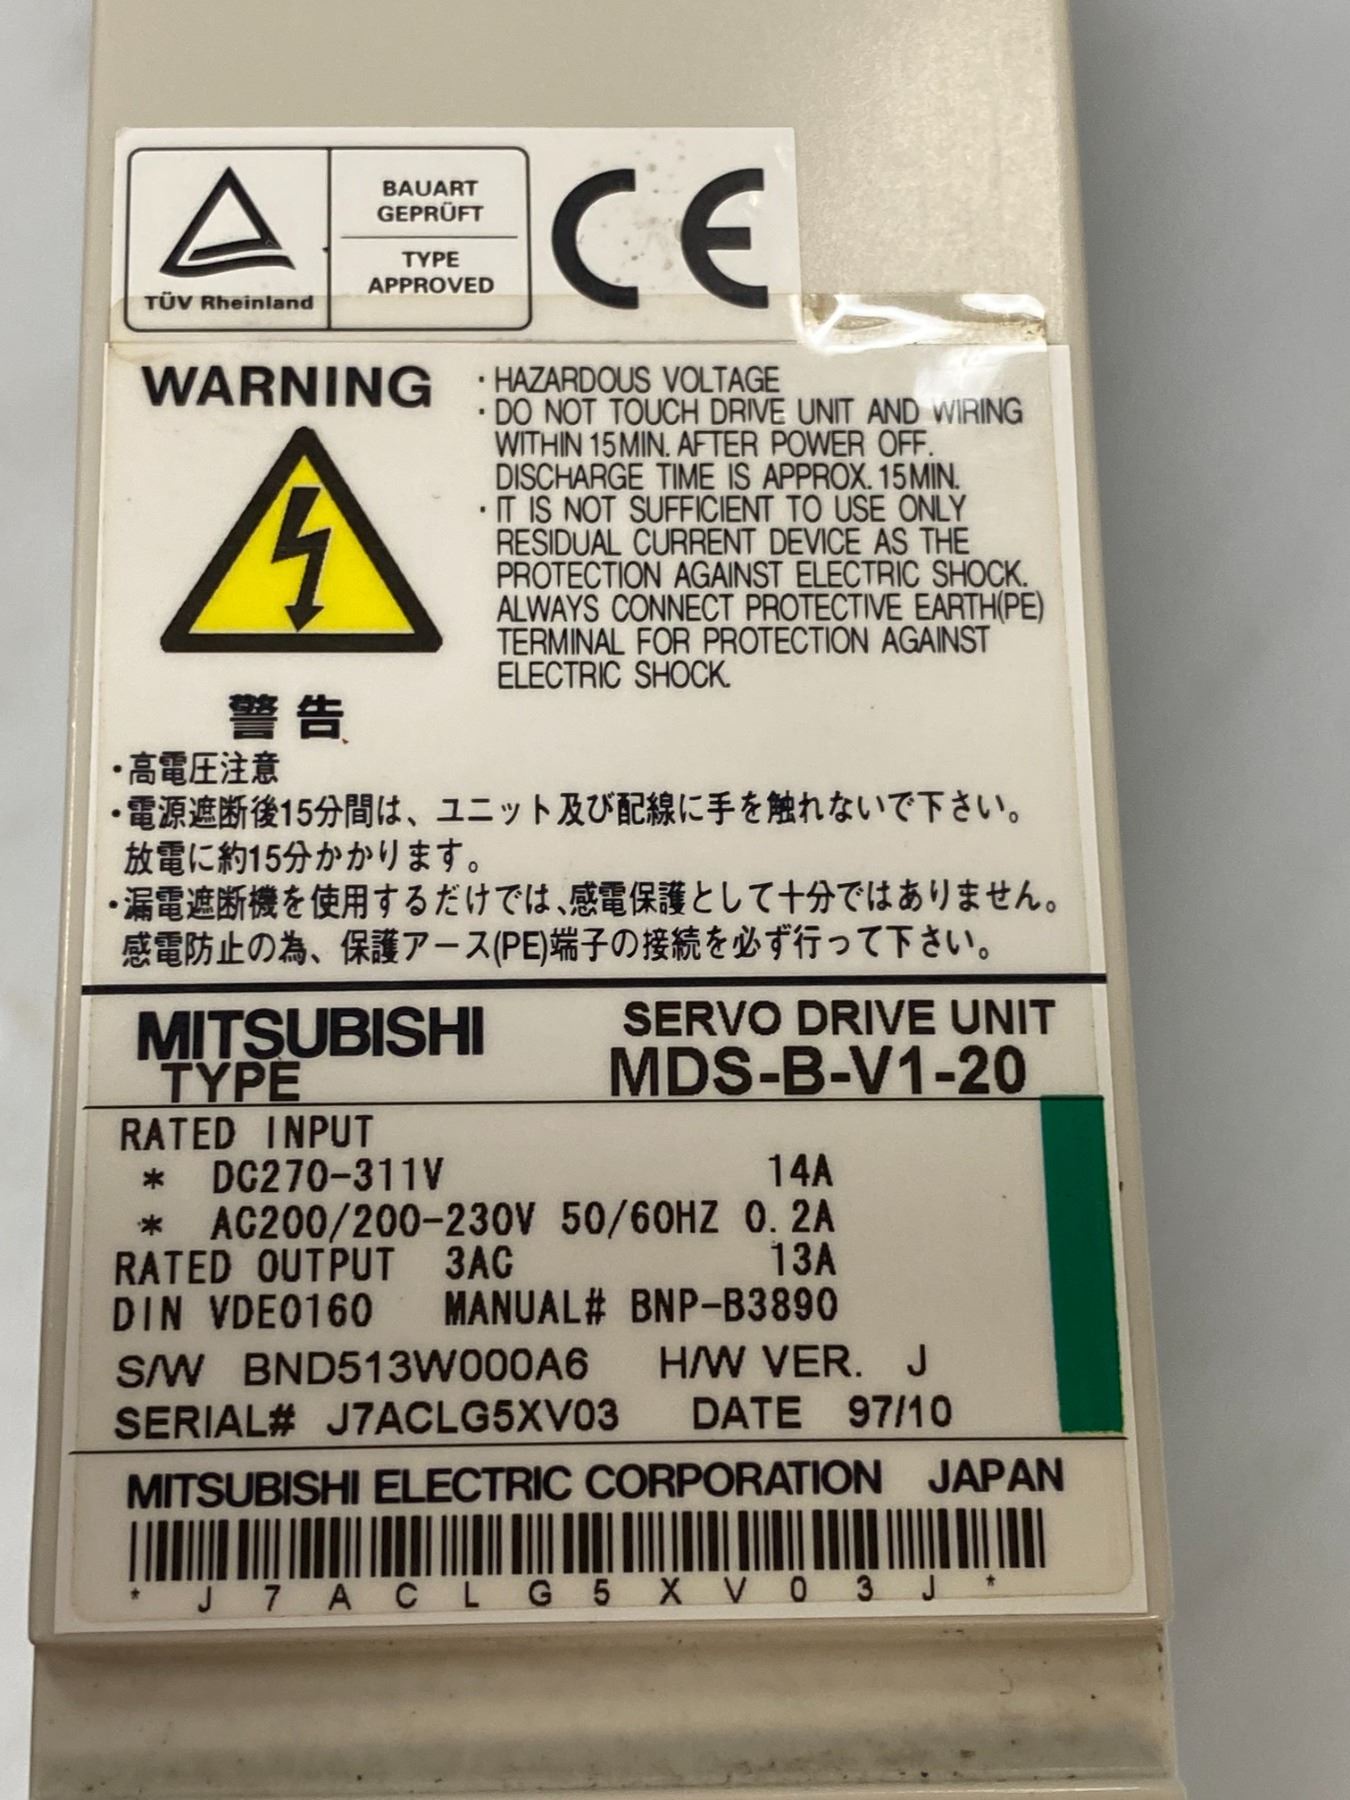 TÜV Rheinland
BAUART
GEPRÜFT
TYPE
APPROVED
CE
WARNING
・HAZARDOUS VOLTAGE
・DO NOT TOUCH DRIVE UNIT AND WIRING
WITHIN 15MIN. AFTER POWER OFF.
DISCHARGE TIME IS APPROX. 15MIN.
・IT IS NOT SUFFICIENT TO USE ONLY
RESIDUAL CURRENT DEVICE AS THE
PROTECTION AGAINST ELECTRIC SHOCK.
ALWAYS CONNECT PROTECTIVE EARTH(PE)
TERMINAL FOR PROTECTION AGAINST
ELECTRIC SHOCK.
警告
・高電圧注意
・電源遮断後15分間は、ユニット及び配線に手を触れないで下さい。
放電に約15分かかります。
・漏電遮断機を使用するだけでは、感電保護として十分ではありません。
感電防止の為、保護アース(PE)端子の接続を必ず行って下さい。
MITSUBISHI SERVO DRIVE UNIT
TYPE MDS-B-V1-20
RATED INPUT
* DC270-311V 14A
* AC200/200-230V 50/60HZ 0.2A
RATED OUTPUT 3AC 13A
DIN VDE0160 MANUAL# BNP-B3890
S/W BND513W000A6 H/W VER. J
SERIAL# J7ACLG5XV03 DATE 97/10
MITSUBISHI ELECTRIC CORPORATION JAPAN
* J 7 A C L G 5 X V 0 3 J *